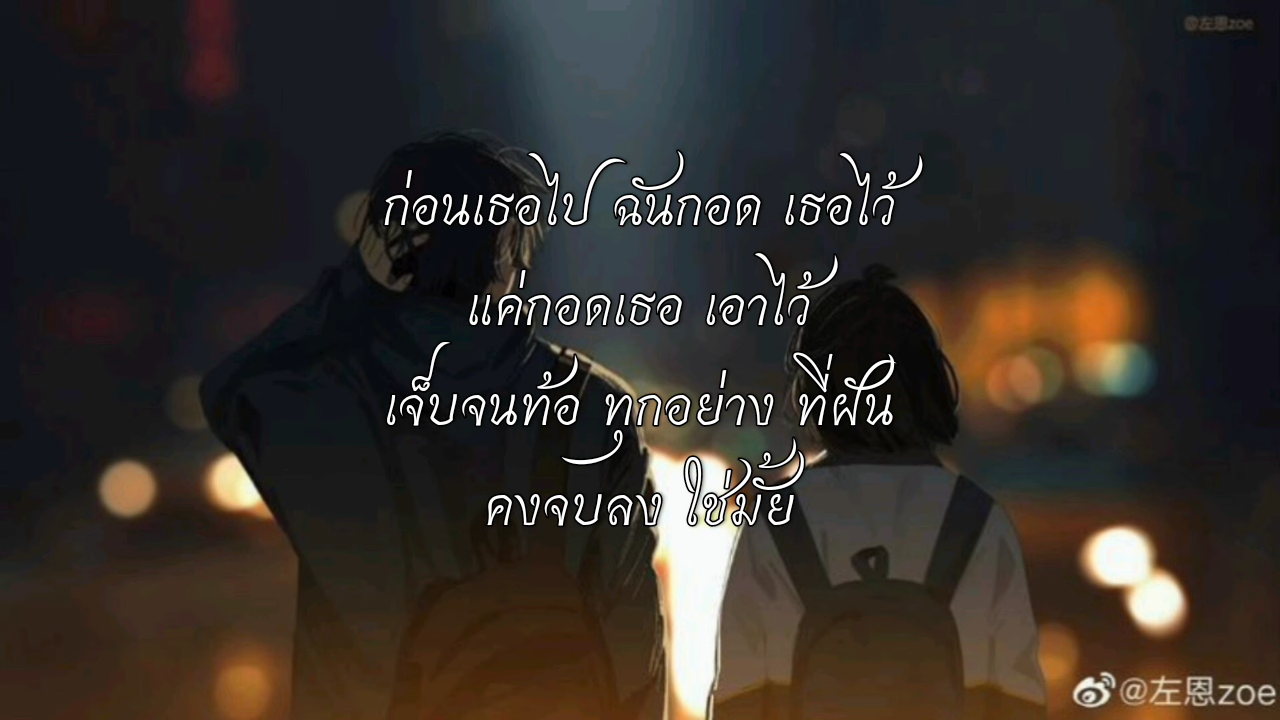 @左恩zoe
ก่อนเธอไป ฉันกอด เธอไว้
แค่กอดเธอ เอาไว้
เจ็บจนท้อ ทุกอย่าง ที่ฝัน
คงจบลง ใช่มั้ย
@左恩zoe